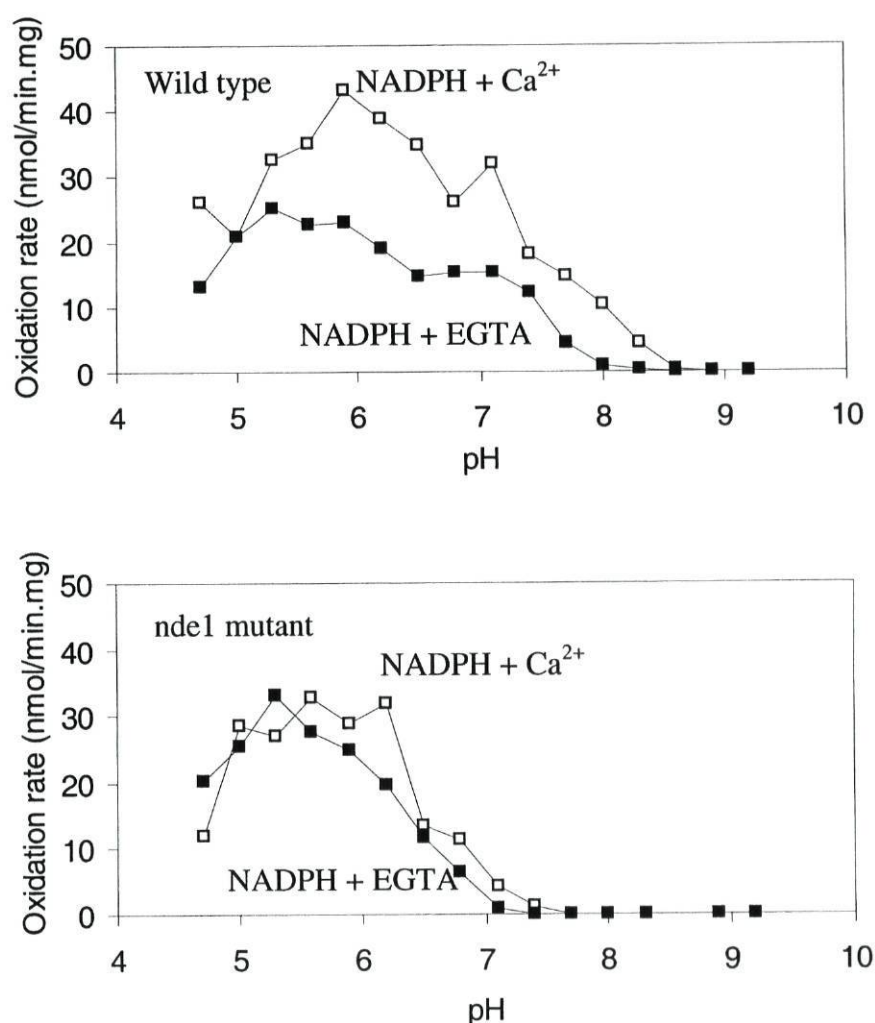 Oxidation rate (nmol/min.mg)
50
40
30
20
10
0
Wild type
NADPH + Ca²⁺
NADPH + EGTA
4 5 6 7 8 9 10
pH
Oxidation rate (nmol/min.mg)
50
40
30
20
10
0
nde1 mutant
NADPH + Ca²⁺
NADPH + EGTA
4 5 6 7 8 9 10
pH